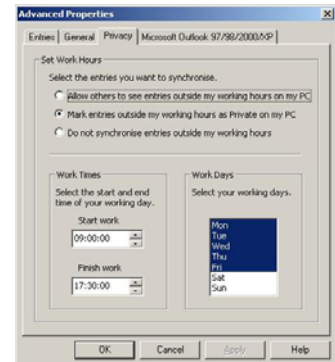 Advanced Properties
Entries General Privacy Microsoft Outlook 97/98/2000/XP
Set Work Hours
Select the entries you want to synchronise.
Allow others to see entries outside my working hours on my PC
Mark entries outside my working hours as Private on my PC
Do not synchronise entries outside my working hours
Work Times
Select the start and end
time of your working day.
Start work
09:00:00
Finish work
17:30:00
Work Days
Select your working days.
Mon
Tue
Wed
Thu
Fri
Sat
Sun
OK Cancel Apply Help